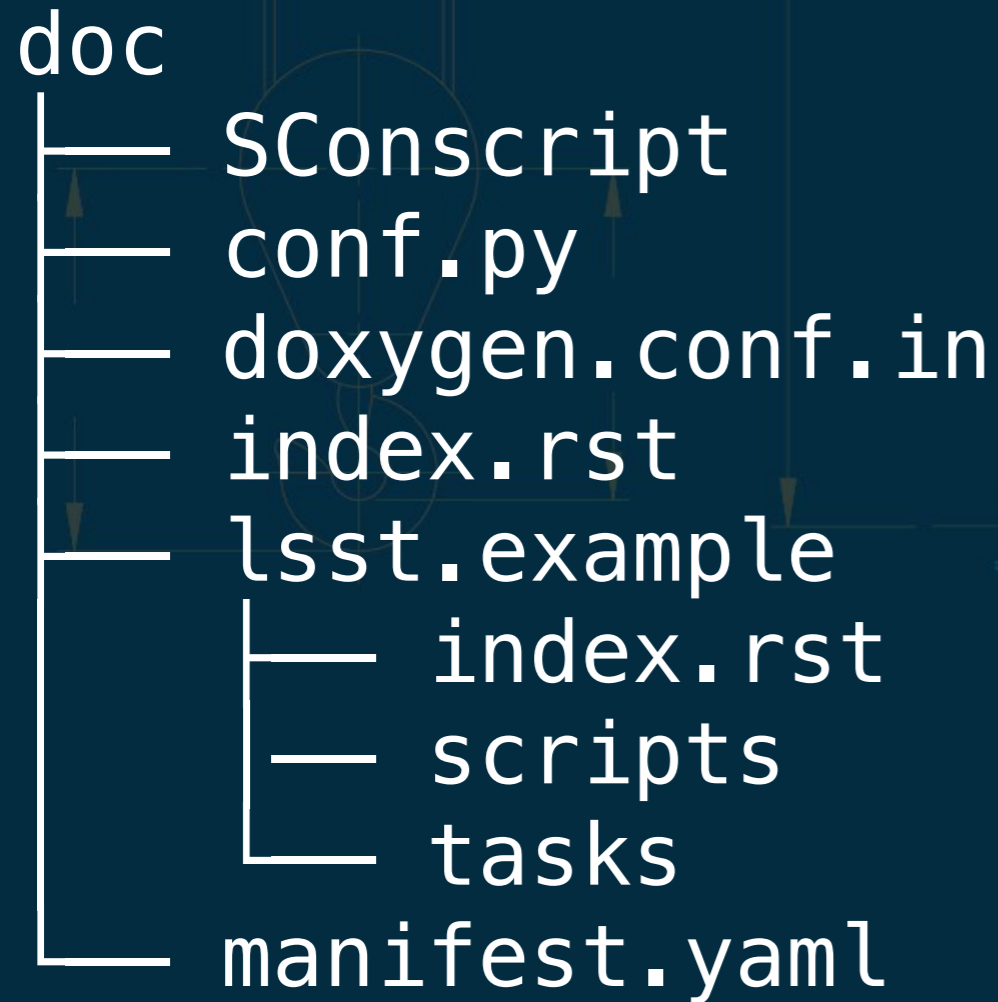 doc
SConscript
conf.py
doxygen.conf.in
index.rst
lsst.example
index.rst
scripts
tasks
manifest.yaml